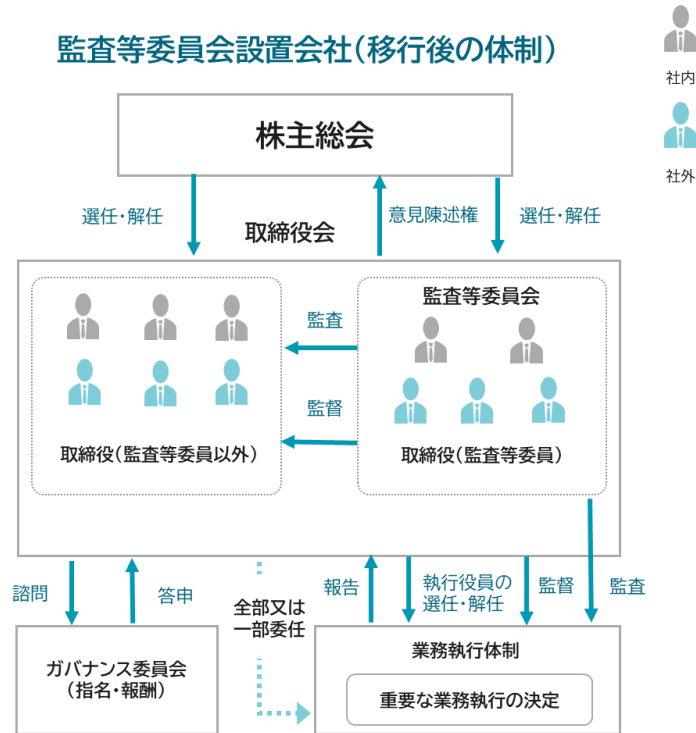 監査等委員会設置会社（移行後の体制）
社内
社外
株主総会
選任・解任
意見陳述権
選任・解任
取締役会
監査等委員会
監査
監督
取締役（監査等委員以外）
取締役（監査等委員）
諮問
答申
全部又は
一部委任
報告
執行役員の
選任・解任
監督
監査
ガバナンス委員会
（指名・報酬）
業務執行体制
重要な業務執行の決定